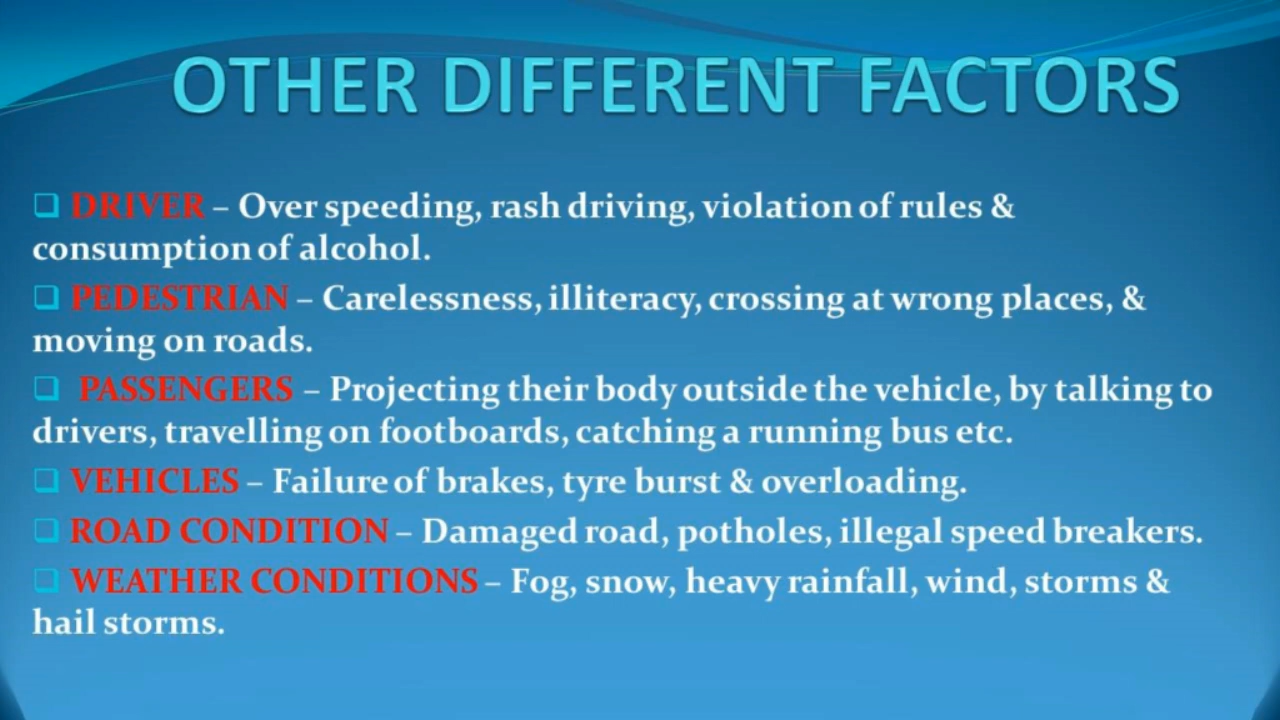 OTHER DIFFERENT FACTORS
❑ DRIVER – Over speeding, rash driving, violation of rules &
consumption of alcohol.
❑ PEDESTRIAN – Carelessness, illiteracy, crossing at wrong places, &
moving on roads.
❑ PASSENGERS – Projecting their body outside the vehicle, by talking to
drivers, travelling on footboards, catching a running bus etc.
❑ VEHICLES – Failure of brakes, tyre burst & overloading.
❑ ROAD CONDITION – Damaged road, potholes, illegal speed breakers.
❑ WEATHER CONDITIONS – Fog, snow, heavy rainfall, wind, storms &
hail storms.